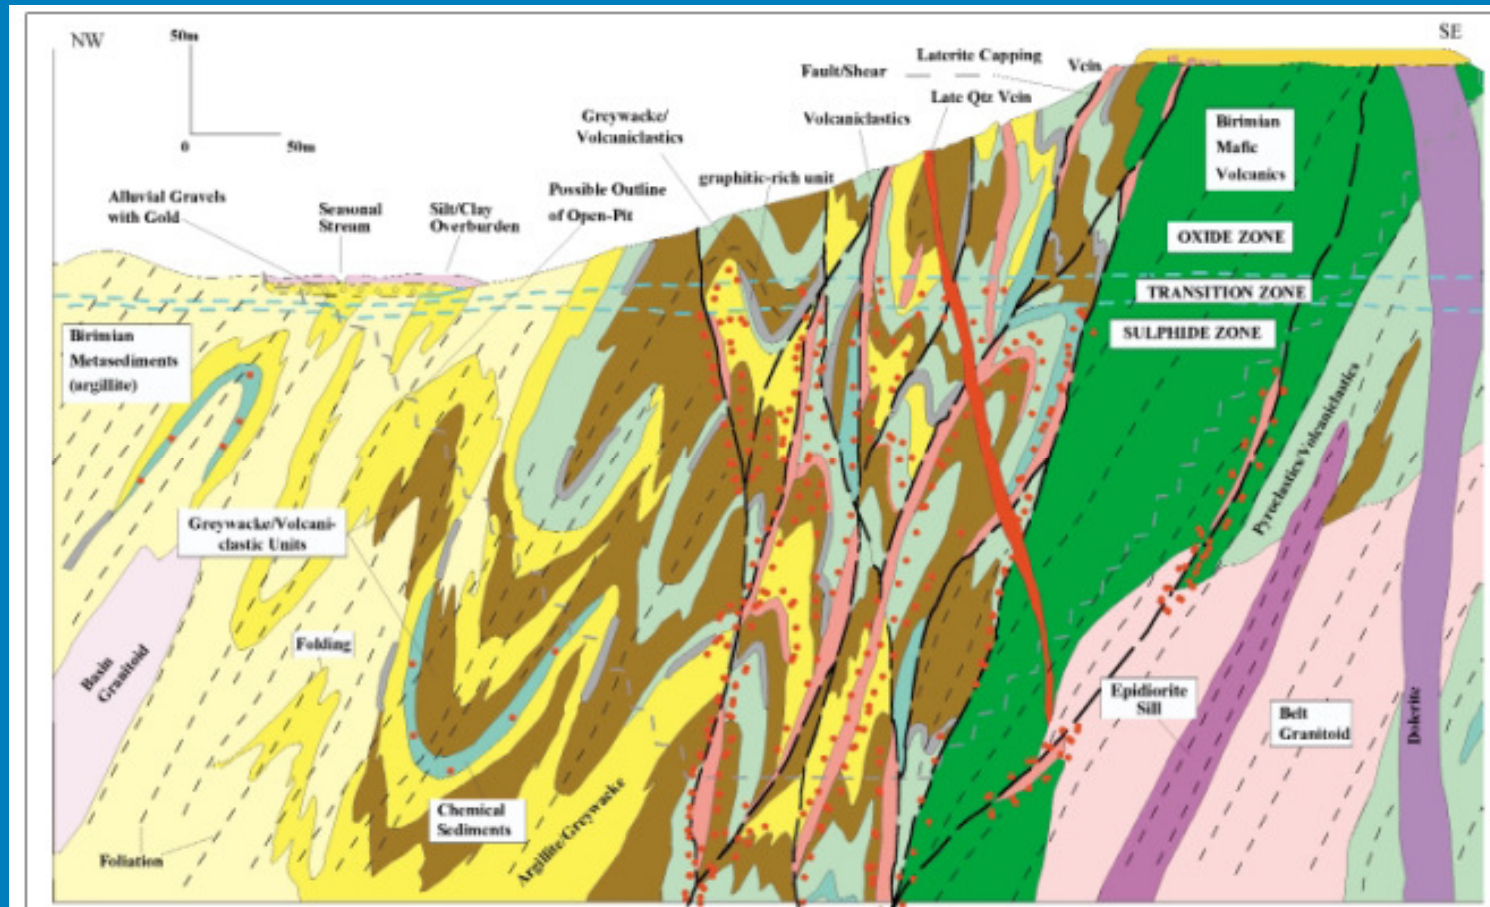 NW
SE
50m
0
50m
Laterite Capping
Fault/Shear
Vein
Late Qtz Vein
Greywacke/
Volcaniclastics
Volcaniclastics
graphitic-rich unit
Possible Outline
of Open-Pit
Alluvial Gravels
with Gold
Seasonal
Stream
Silt/Clay
Overburden
Birimian
Mafic
Volcanics
OXIDE ZONE
TRANSITION ZONE
SULPHIDE ZONE
Birimian
Metasediments
(argillite)
Pyroclastics/Volcaniclastics
Greywacke/Volcani-
clastic Units
Basin
Granitoid
Folding
Epidiorite
Sill
Belt
Granitoid
Dolerite
Chemical
Sediments
Argillite/Greywacke
Foliation